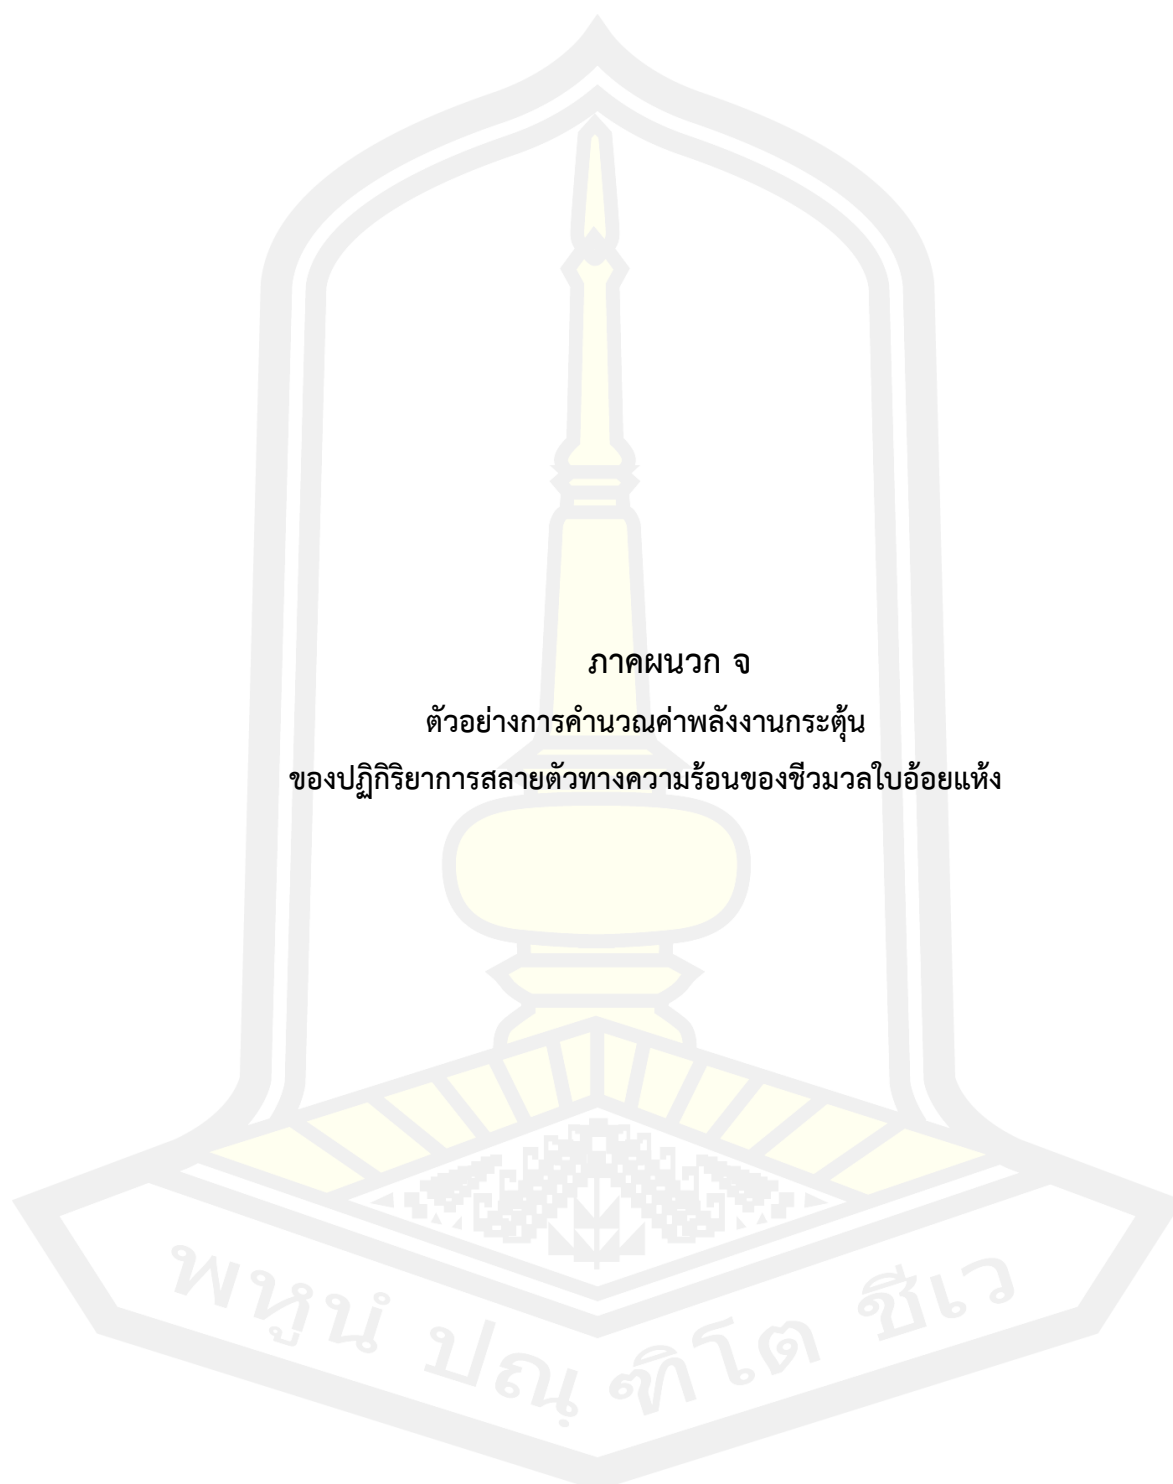 ภาคผนวก จ
ตัวอย่างการคำนวณค่าพลังงานกระตุ้น
ของปฏิกิริยาการสลายตัวทางความร้อนของชีวมวลใบอ้อยแห้ง
พหูนํ ปณฺฑิโต ชีเว